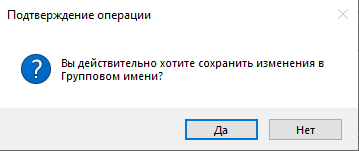 Подтверждение операции
Вы действительно хотите сохранить изменения в
Групповом имени?
Да
Нет